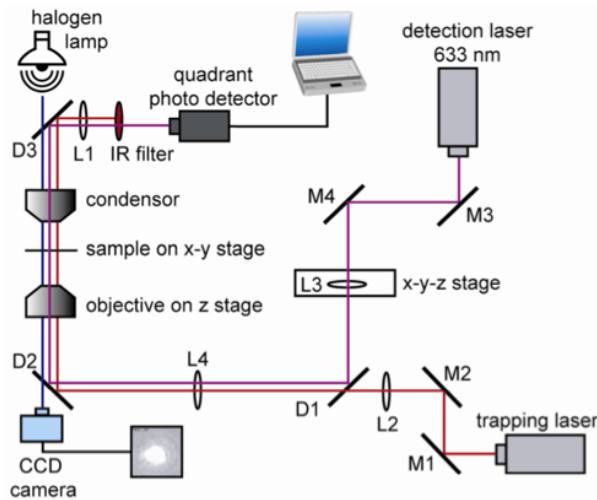 halogen
lamp
detection laser
633 nm
quadrant
photo detector
D3
L1
IR filter
M4
M3
condensor
sample on x-y stage
L3
x-y-z stage
objective on z stage
D2
L4
D1
L2
M2
trapping laser
M1
CCD
camera